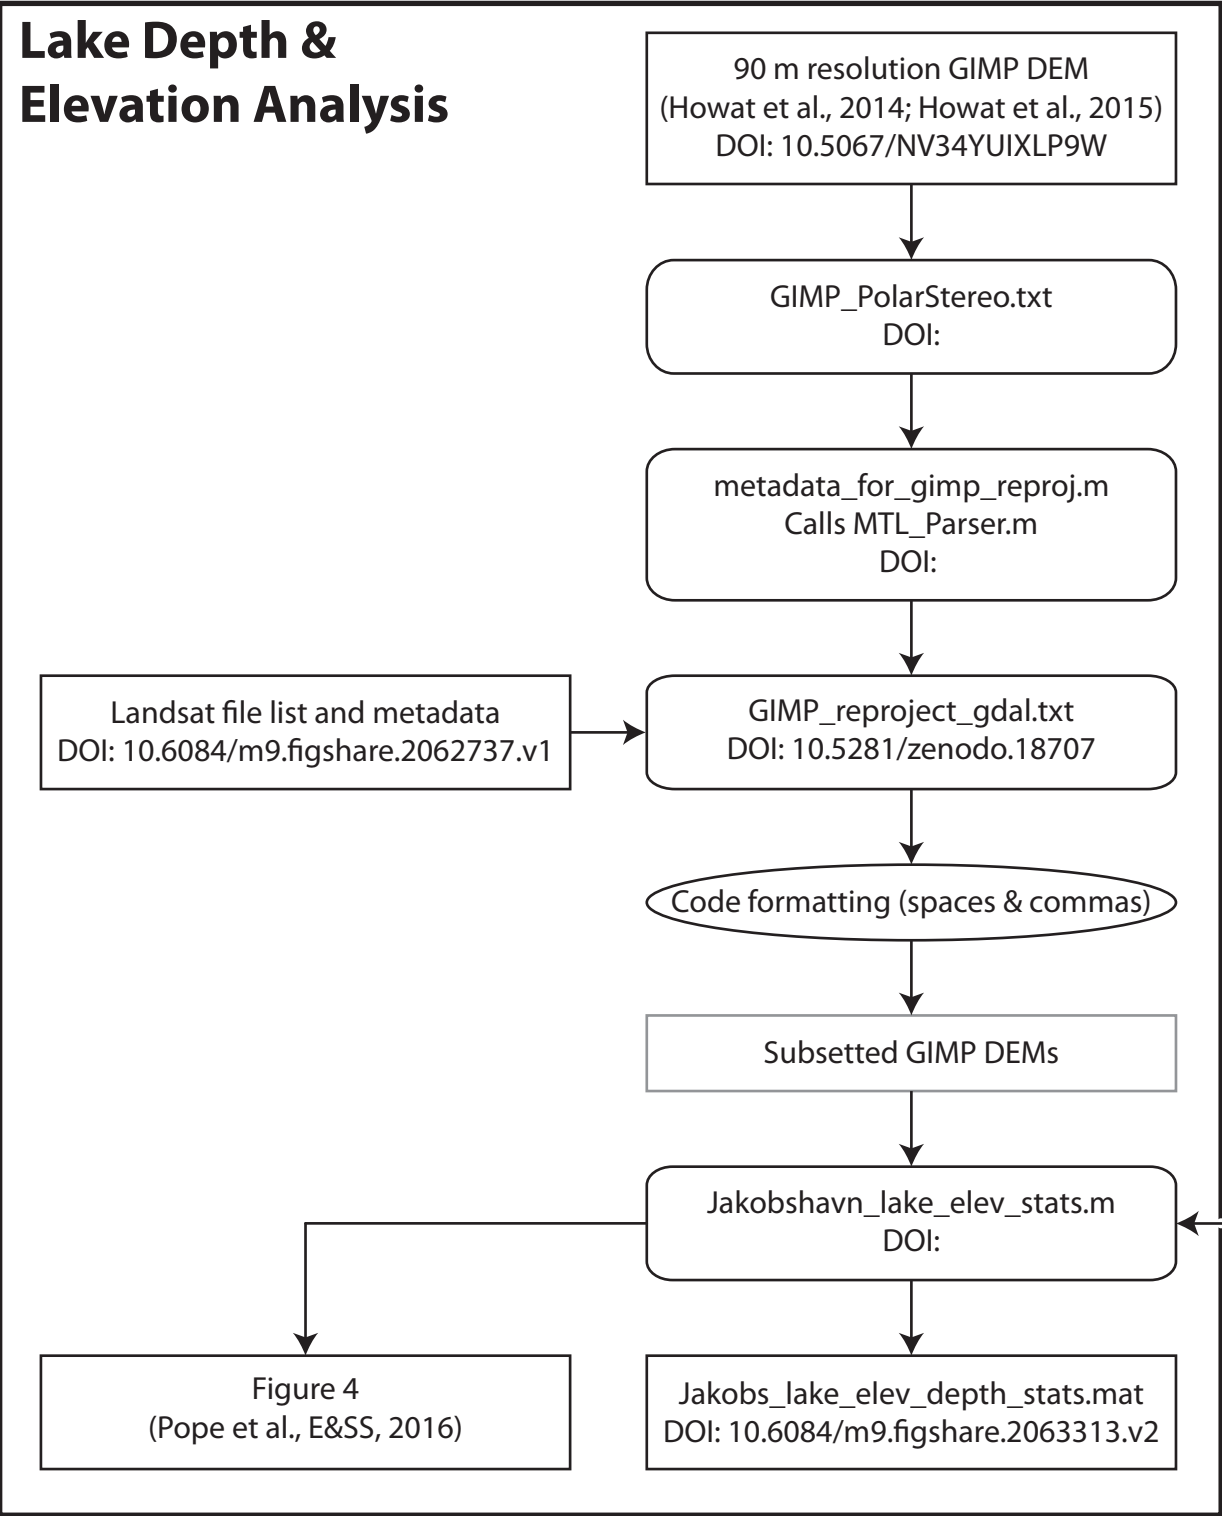 Lake Depth &
Elevation Analysis
90 m resolution GIMP DEM
(Howat et al., 2014; Howat et al., 2015)
DOI: 10.5067/NV34YUIXLP9W
GIMP_PolarStereo.txt
DOI:
metadata_for_gimp_reproj.m
Calls MTL_Parser.m
DOI:
Landsat file list and metadata
DOI: 10.6084/m9.figshare.2062737.v1
GIMP_reproject_gdal.txt
DOI: 10.5281/zenodo.18707
Code formatting (spaces & commas)
Subsetted GIMP DEMs
Jakobshavn_lake_elev_stats.m
DOI:
Figure 4
(Pope et al., E&SS, 2016)
Jakobs_lake_elev_depth_stats.mat
DOI: 10.6084/m9.figshare.2063313.v2